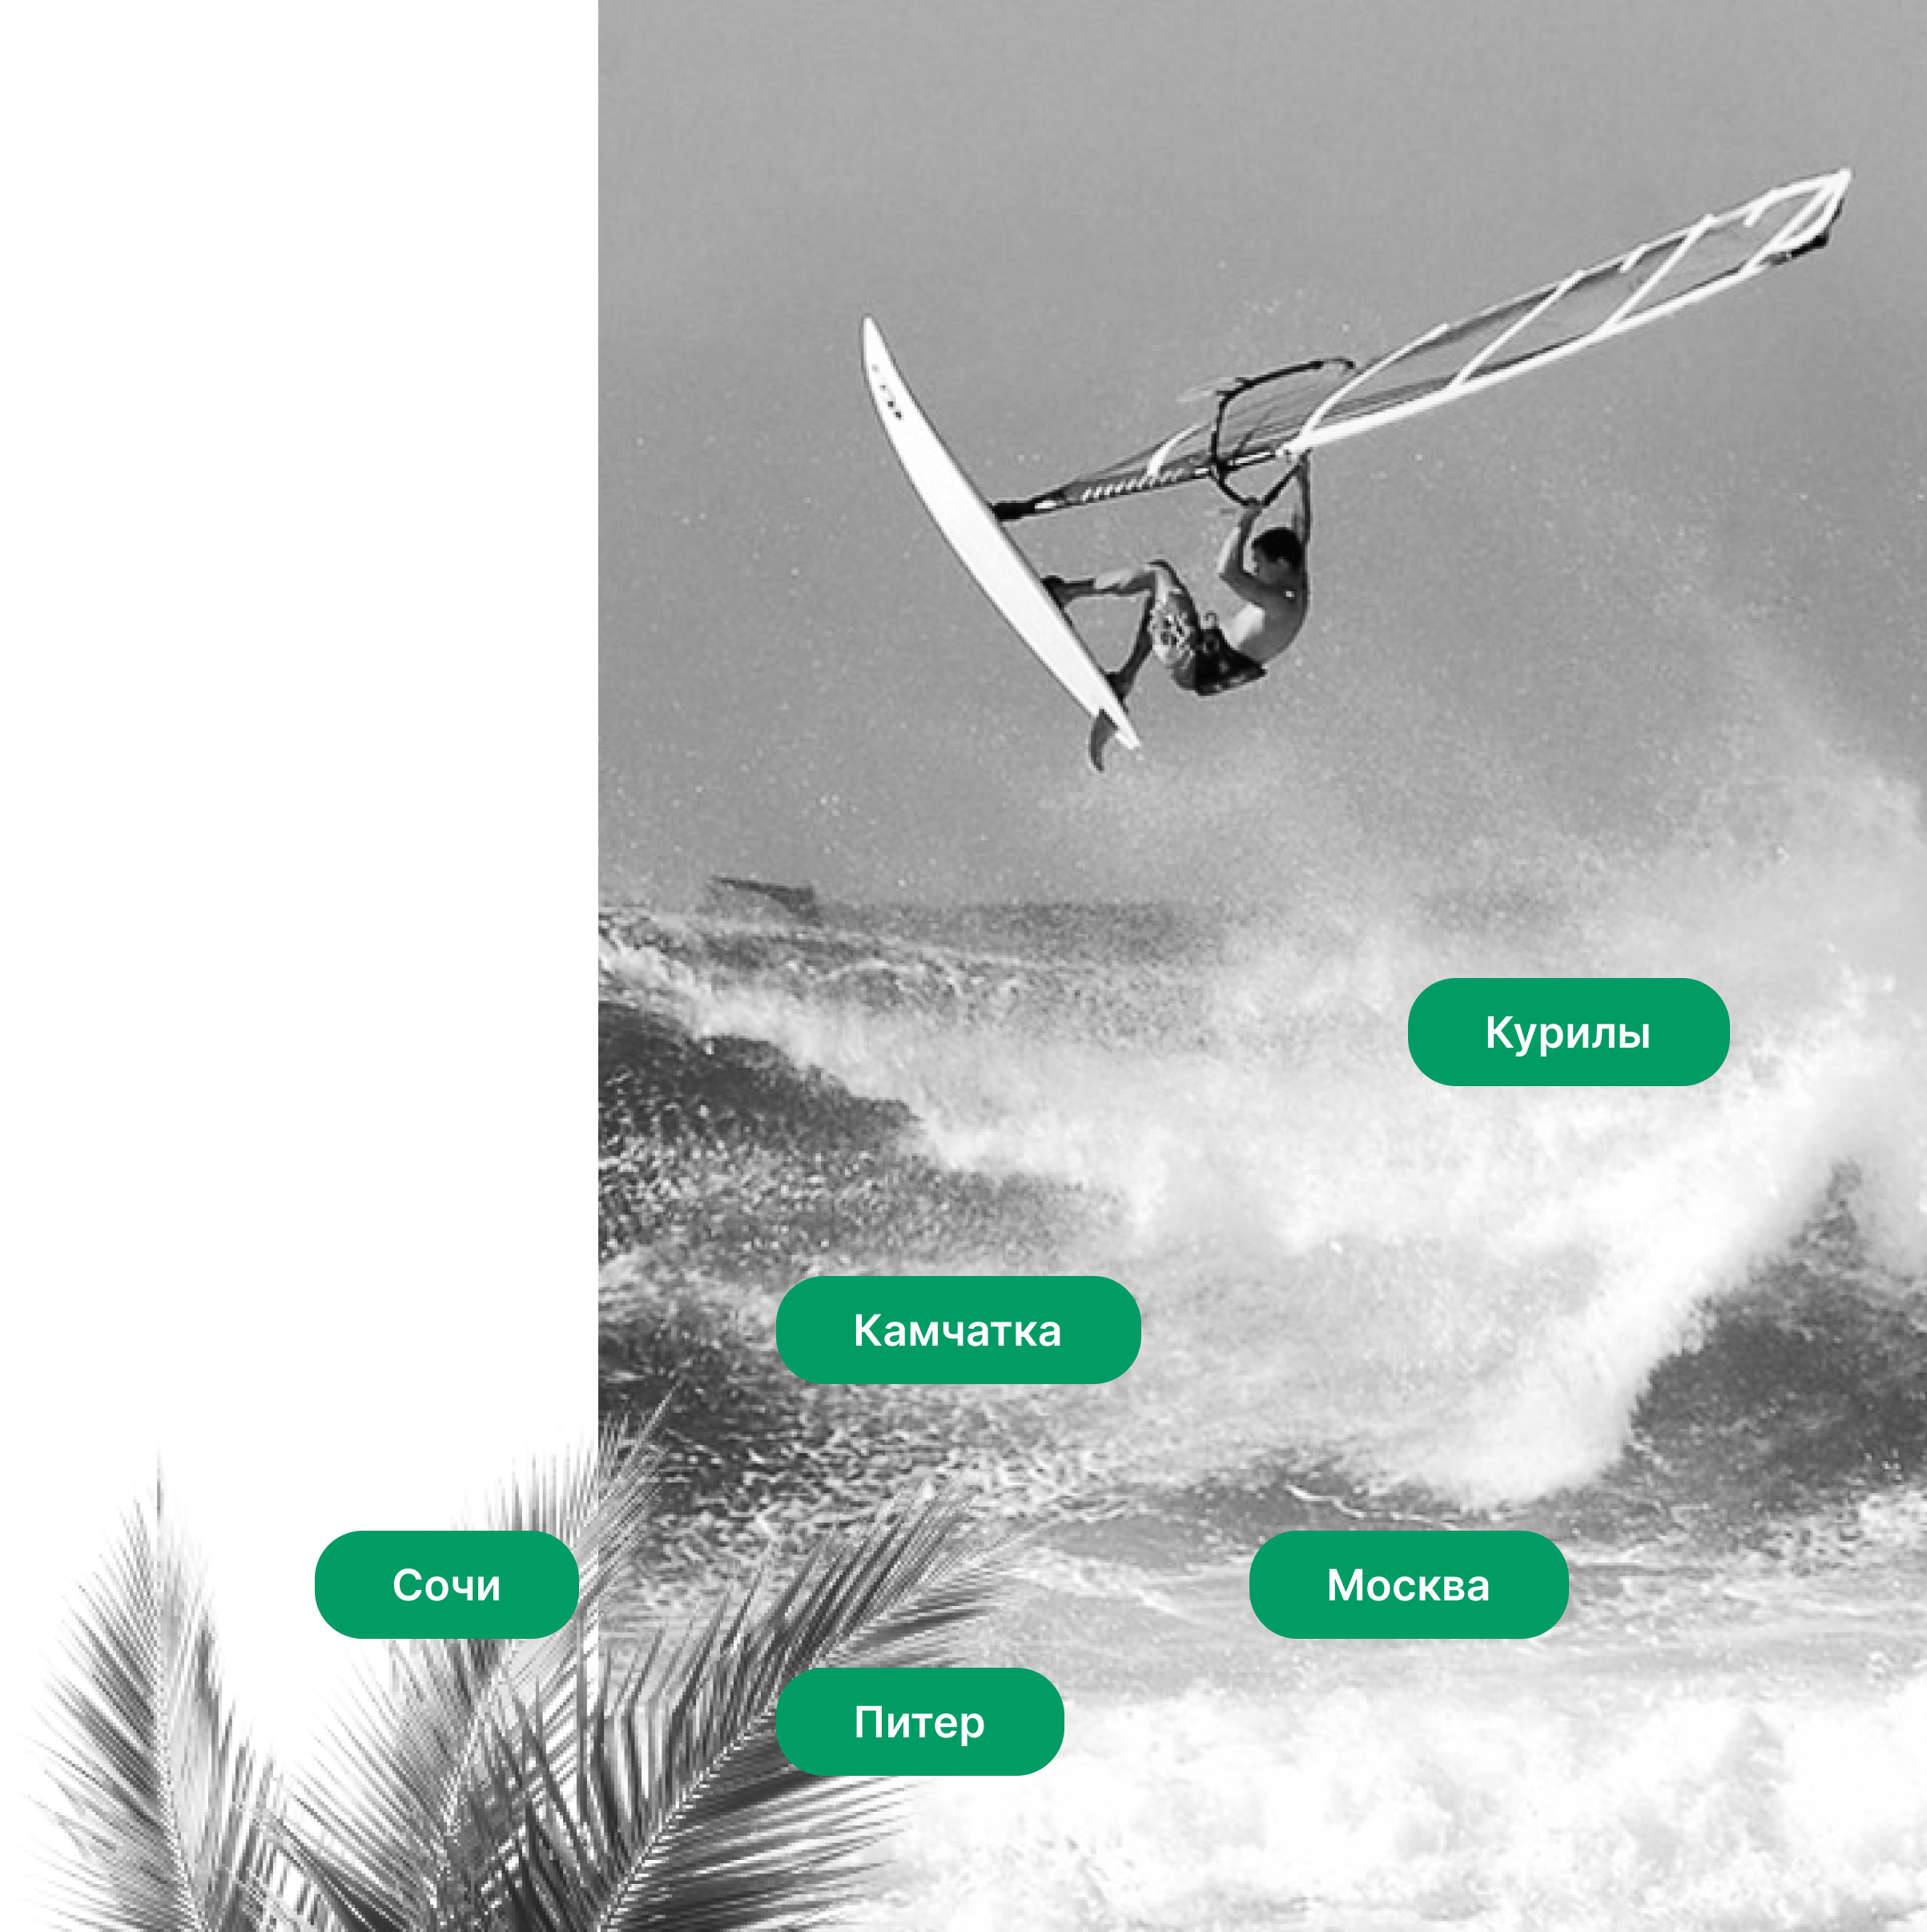 Курилы
Камчатка
Сочи
Москва
Питер